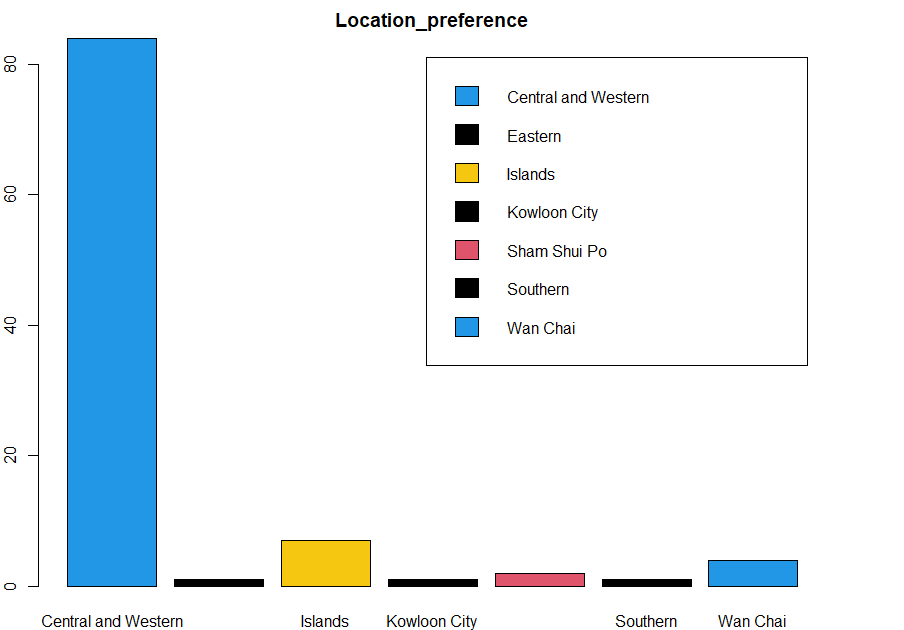 Location_preference
80
60
40
20
0
Central and Western
Eastern
Islands
Kowloon City
Sham Shui Po
Southern
Wan Chai
Central and Western Islands Kowloon City Southern Wan Chai